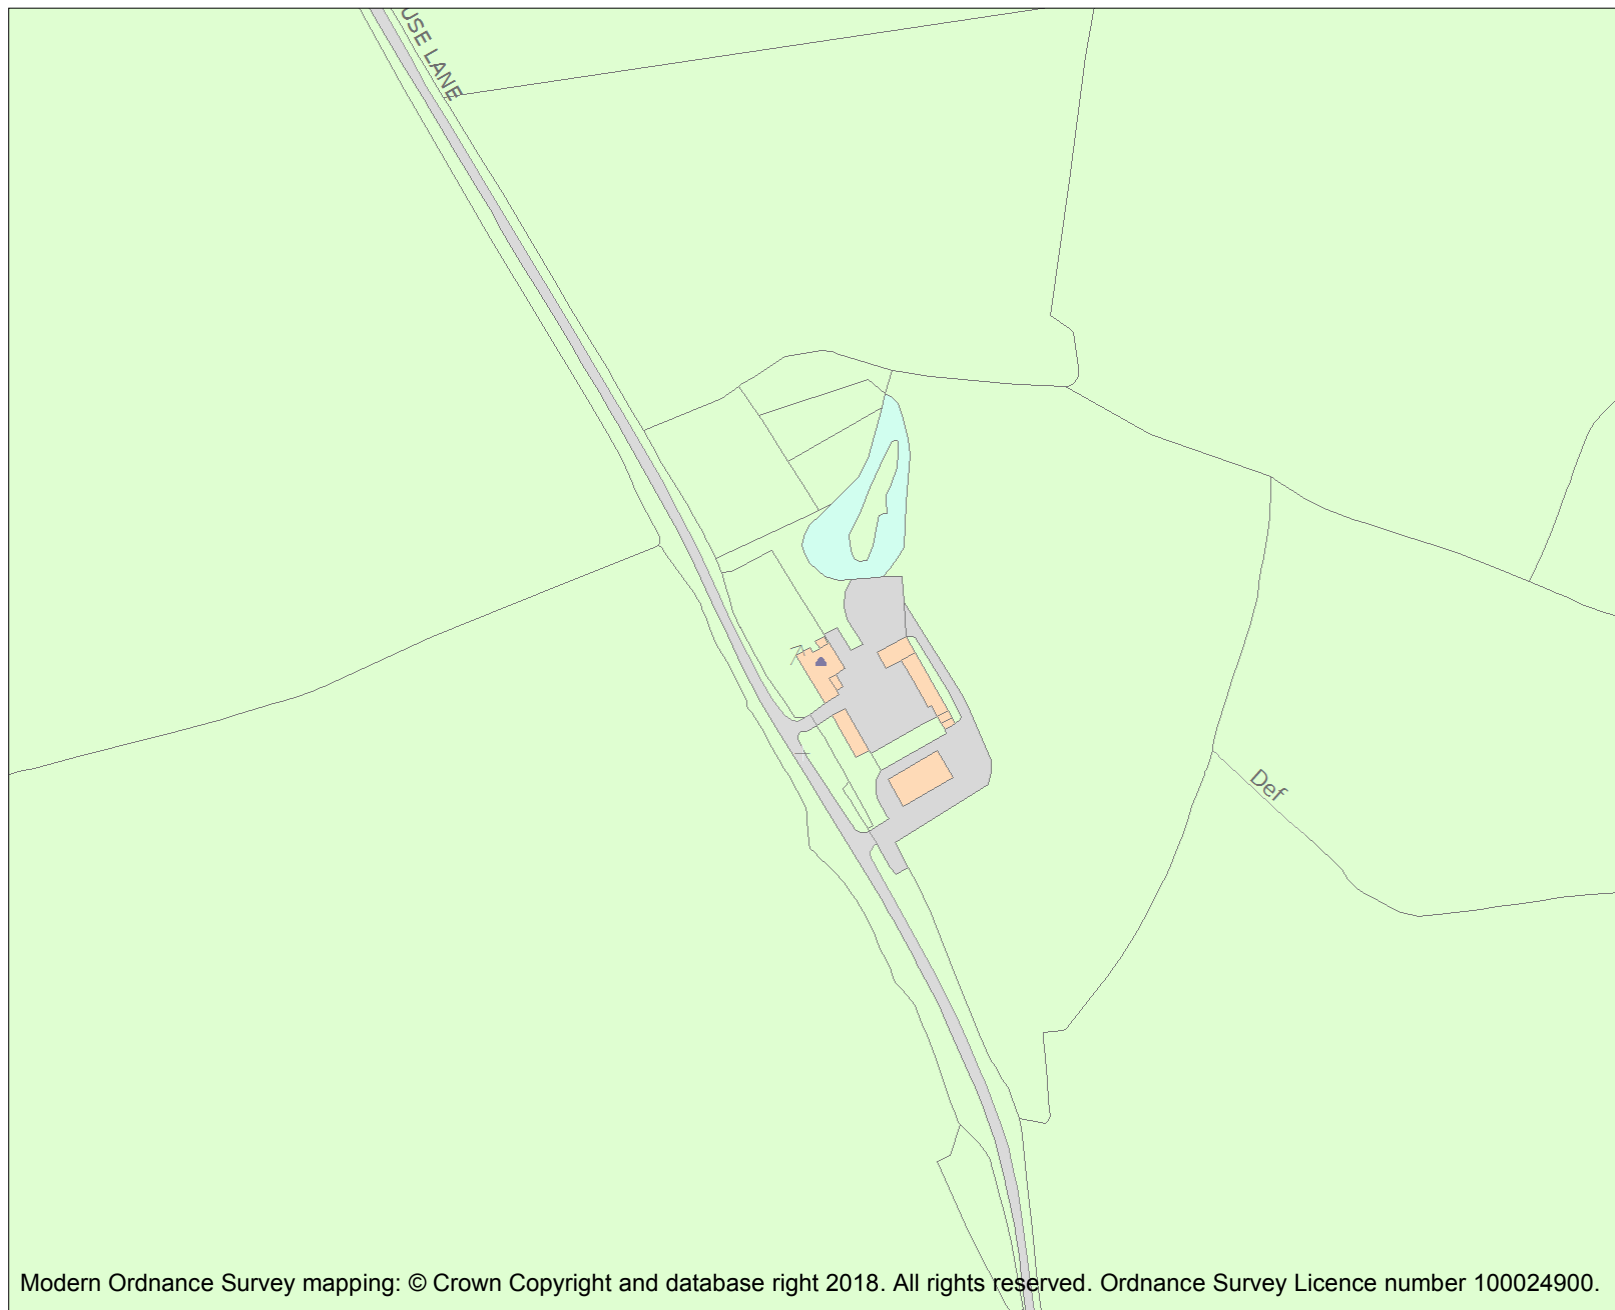 USE LANE
Def
Modern Ordnance Survey mapping: © Crown Copyright and database right 2018. All rights reserved. Ordnance Survey Licence number 100024900.